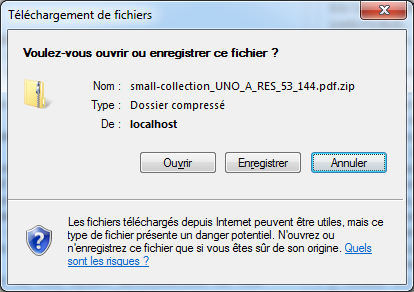 Téléchargement de fichiers
Voulez-vous ouvrir ou enregistrer ce fichier ?
Nom : small-collection_UNO_A_RES_53_144.pdf.zip
Type : Dossier compressé
De : localhost
Ouvrir Enregistrer Annuler
Les fichiers téléchargés depuis Internet peuvent être utiles, mais ce
type de fichier présente un danger potentiel. N'ouvrez ou
n'enregistrez ce fichier que si vous êtes sûr de son origine. Quels
sont les risques ?